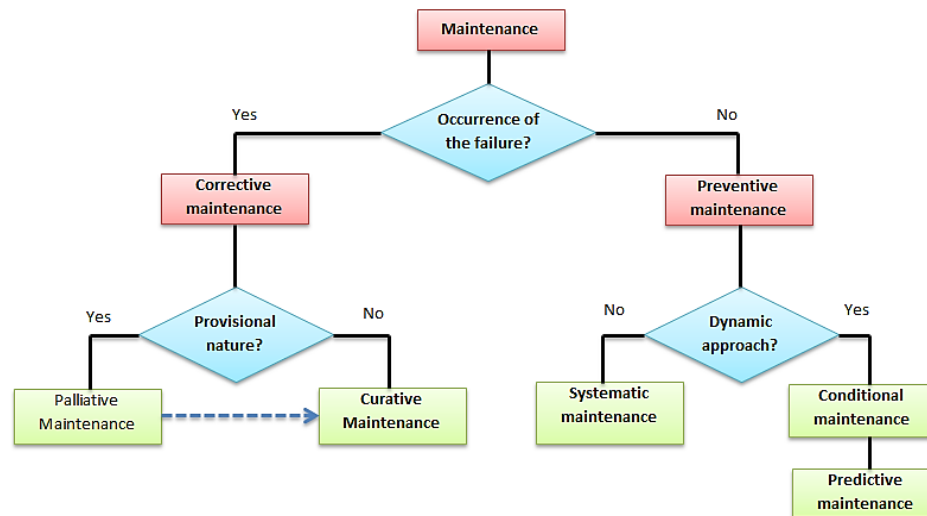 Maintenance
Occurrence of
the failure?
Yes
No
Corrective
maintenance
Preventive
maintenance
Provisional
nature?
Yes
No
Dynamic
approach?
No
Yes
Palliative
Maintenance
Curative
Maintenance
Systematic
maintenance
Conditional
maintenance
Predictive
maintenance